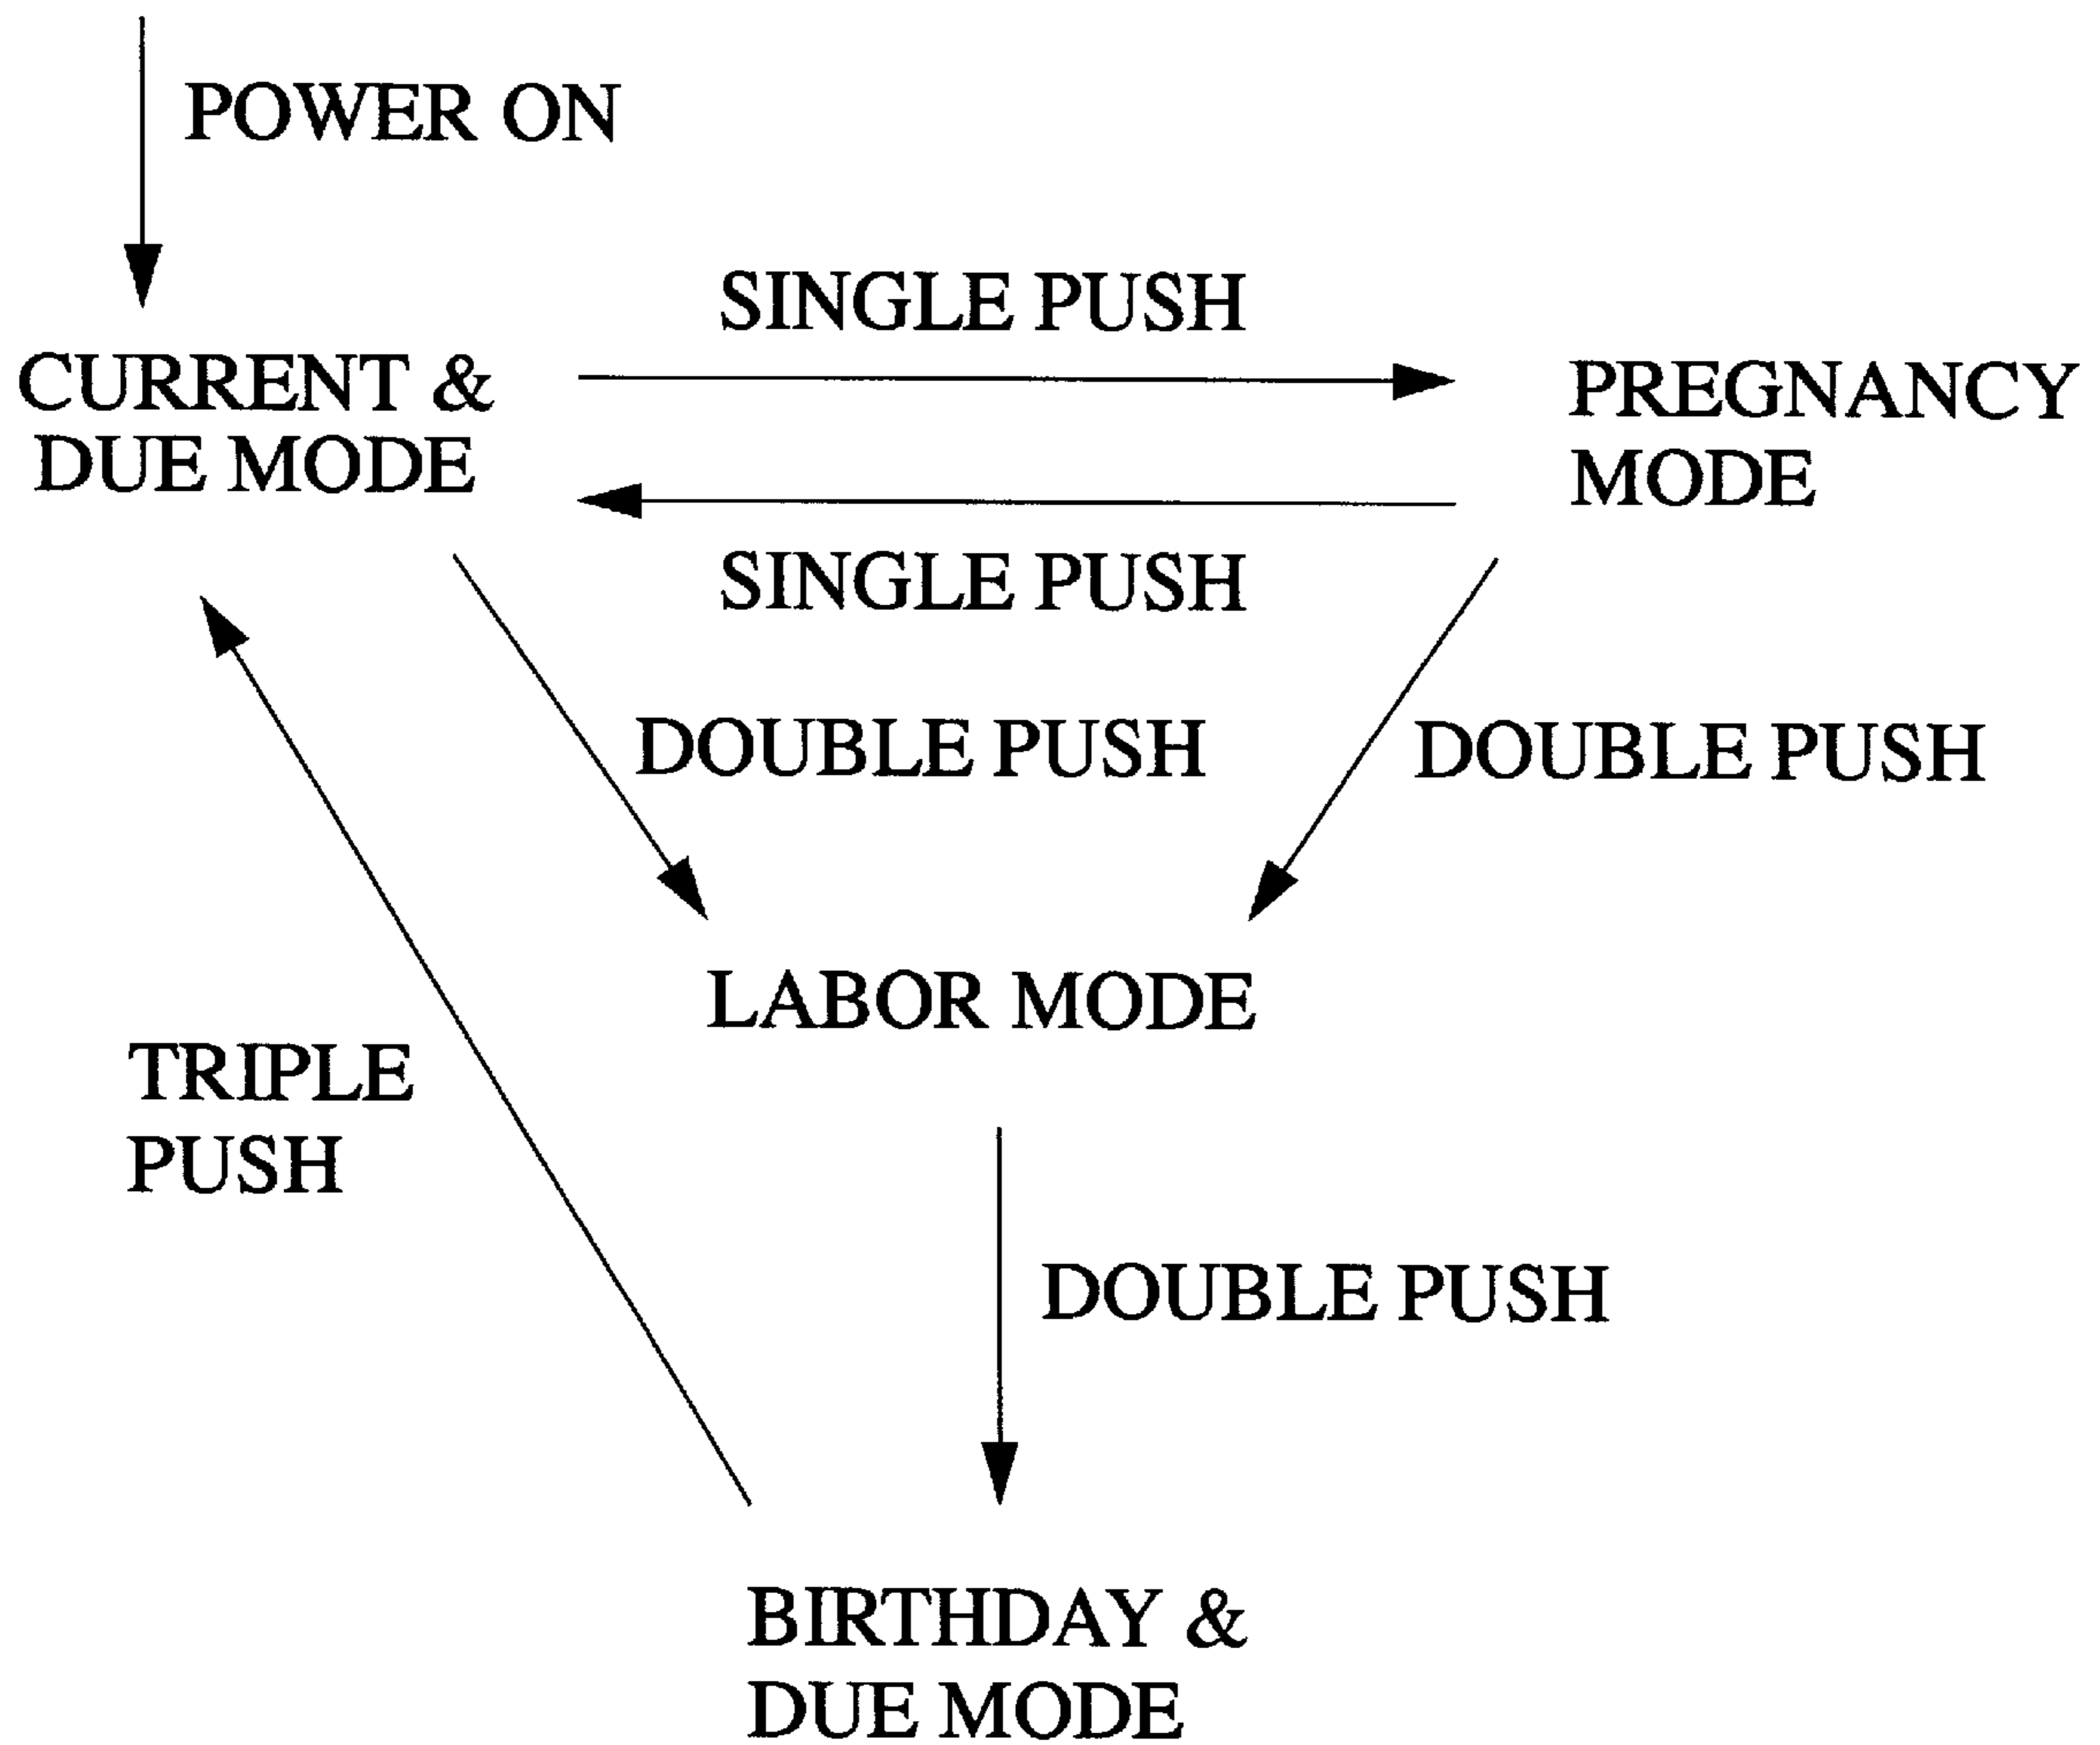 POWER ON
SINGLE PUSH
CURRENT &
DUE MODE
PREGNANCY
MODE
SINGLE PUSH
DOUBLE PUSH
DOUBLE PUSH
LABOR MODE
TRIPLE
PUSH
DOUBLE PUSH
BIRTHDAY &
DUE MODE